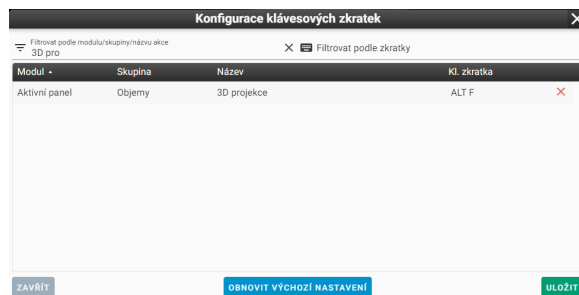 Konfigurace klávesových zkratek
Filtrovat podle modulu/skupiny/názvu akce
3D pro
Filtrovat podle zkratky
Modul Skupina Název Kl. zkratka
Aktivní panel Objemy 3D projekce ALT F
ZAVŘÍT OBNOVIT VÝCHOZÍ NASTAVENÍ ULOŽIT